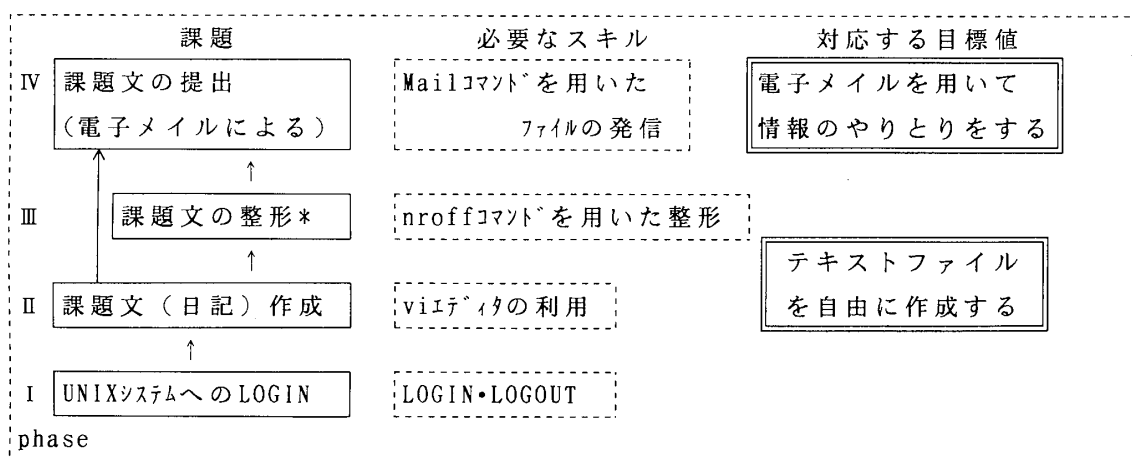 課題 必要なスキル 対応する目標値
Ⅳ 課題文の提出 Mailｺﾏﾝﾄﾞを用いた 電子メイルを用いて
(電子メイルによる) ﾌｧｲﾙの発信 情報のやりとりをする
↑
Ⅲ 課題文の整形* nroffｺﾏﾝﾄﾞを用いた整形
↑ テキストファイル
Ⅱ 課題文（日記）作成 viｴﾃﾞｨﾀの利用 を自由に作成する
↑
Ⅰ UNIXｼｽﾃﾑへのLOGIN LOGIN・LOGOUT
phase